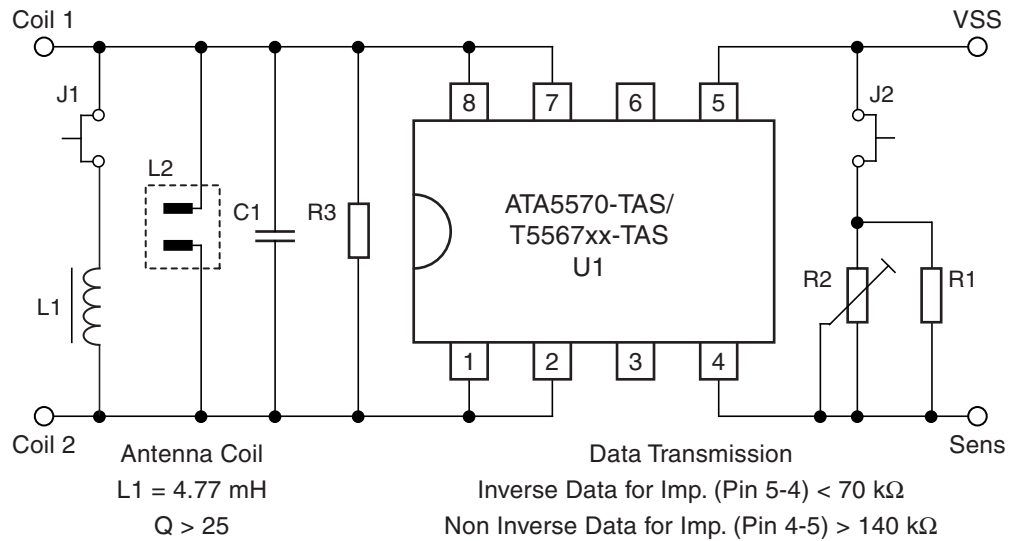 Coil 1
VSS
J1
8
7
6
5
J2
L2
C1
R3
ATA5570-TAS/
T5567xx-TAS
U1
R2
R1
L1
1
2
3
4
Coil 2
Sens
Antenna Coil
L1 = 4.77 mH
Q > 25
Data Transmission
Inverse Data for Imp. (Pin 5-4) < 70 kΩ
Non Inverse Data for Imp. (Pin 4-5) > 140 kΩ